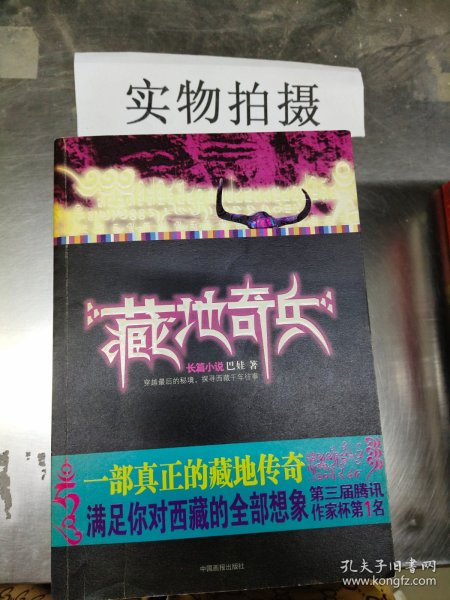 实物拍摄
藏地奇兵
长篇小说 巴娃 著
穿越最后的秘境,探寻西藏千年往事
一部真正的藏地传奇
满足你对西藏的全部想象
第三届腾讯
作家杯第1名
中国画报出版社
孔夫子旧书网
www.kongfz.com